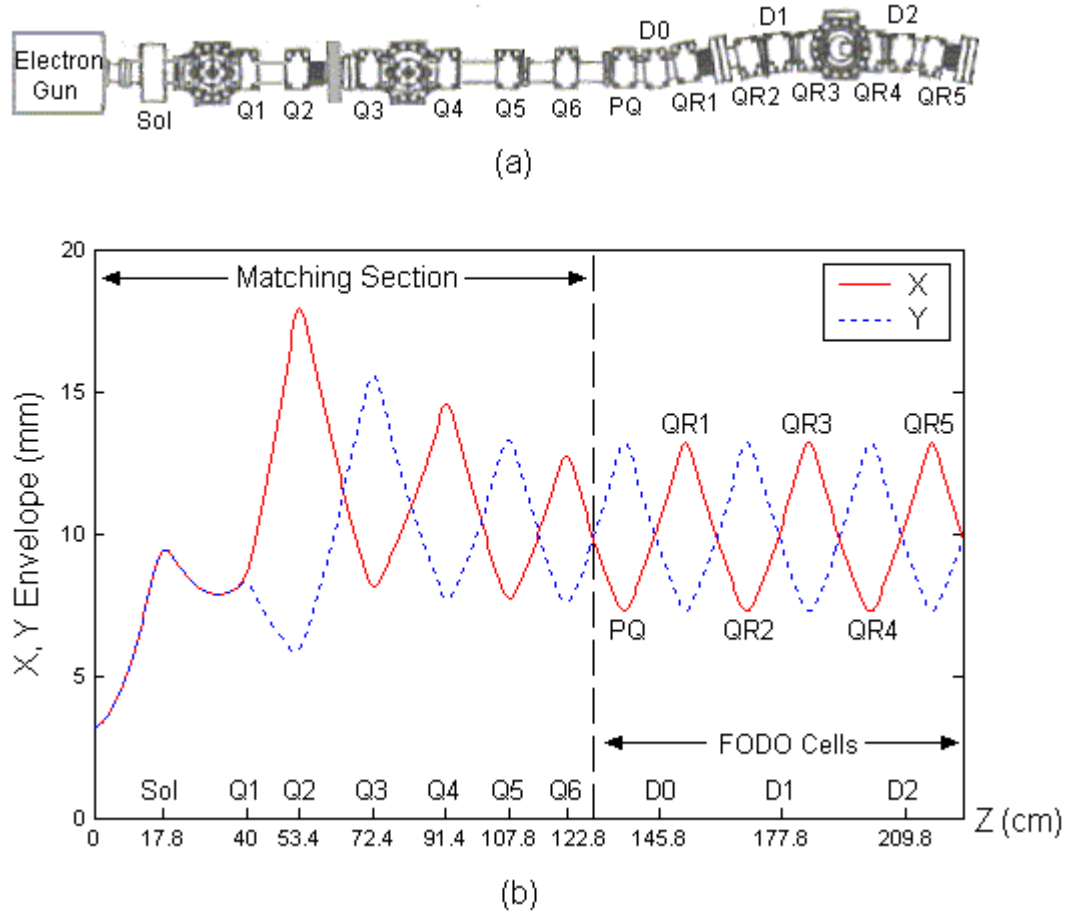 Electron
Gun
Sol
Q1
Q2
Q3
Q4
Q5
Q6
PQ
D0
QR1
QR2
D1
QR3
QR4
D2
QR5
(a)
20
15
10
5
0
X, Y Envelope (mm)
Matching Section
X
Y
QR1
QR3
QR5
PQ
QR2
QR4
FODO Cells
Sol Q1 Q2 Q3 Q4 Q5 Q6 D0 D1 D2
0 17.8 40 53.4 72.4 91.4 107.8 122.8 145.8 177.8 209.8
Z (cm)
(b)